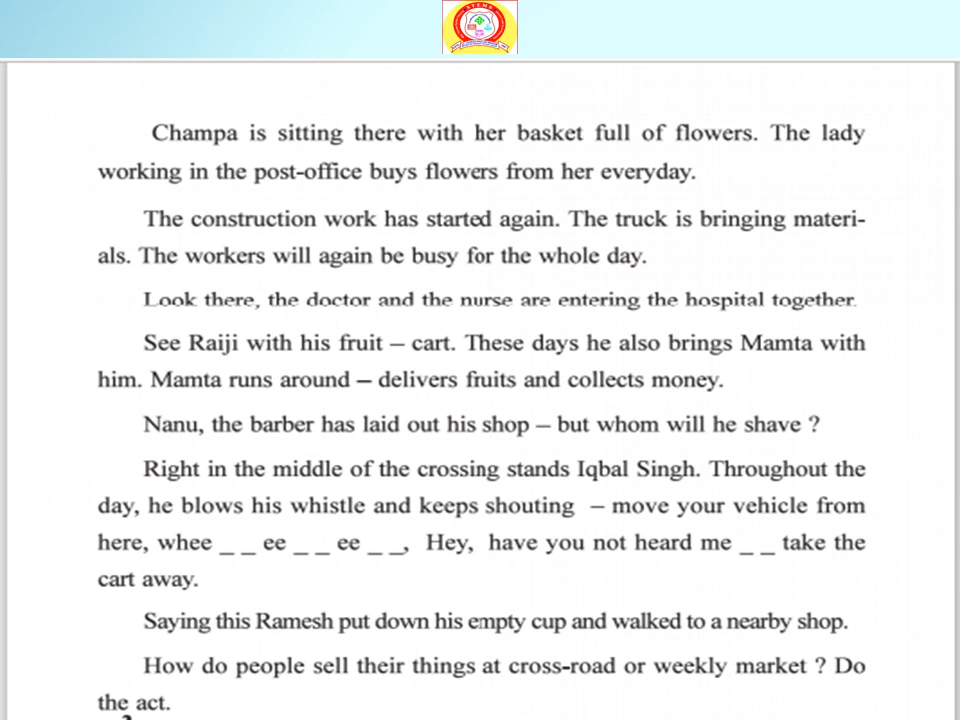 Champa is sitting there with her basket full of flowers. The lady
working in the post-office buys flowers from her everyday.
The construction work has started again. The truck is bringing materi-
als. The workers will again be busy for the whole day.
Look there, the doctor and the nurse are entering the hospital together.
See Raiji with his fruit – cart. These days he also brings Mamta with
him. Mamta runs around – delivers fruits and collects money.
Nanu, the barber has laid out his shop – but whom will he shave ?
Right in the middle of the crossing stands Iqbal Singh. Throughout the
day, he blows his whistle and keeps shouting – move your vehicle from
here, whee _ _ ee _ _ ee _ _, Hey, have you not heard me _ _ take the
cart away.
Saying this Ramesh put down his empty cup and walked to a nearby shop.
How do people sell their things at cross-road or weekly market ? Do
the act.